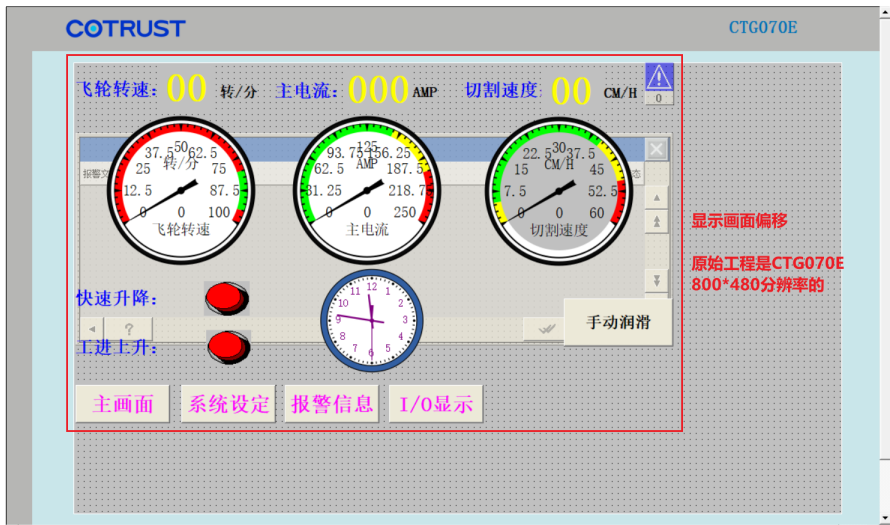 COTRUST
CTG070E
飞轮转速: 00 转/分 主电流: 000 AMP 切割速度: 00 CM/H
0
报警文
态
0 12.5 25 37.5 50 62.5 75 87.5 100
转/分
0
飞轮转速
0 31.25 62.5 93.75 125 156.25 187.5 218.7 250
AMP
0
主电流
0 7.5 15 22.5 30 37.5 45 52.5 60
CM/H
0
切割速度
显示画面偏移
原始工程是CTG070E
800*480分辨率的
快速升降:
12 1 2 3 4 5 6 7 8 9 10 11
手动润滑
?
工进上升:
主画面 系统设定 报警信息 I/O显示